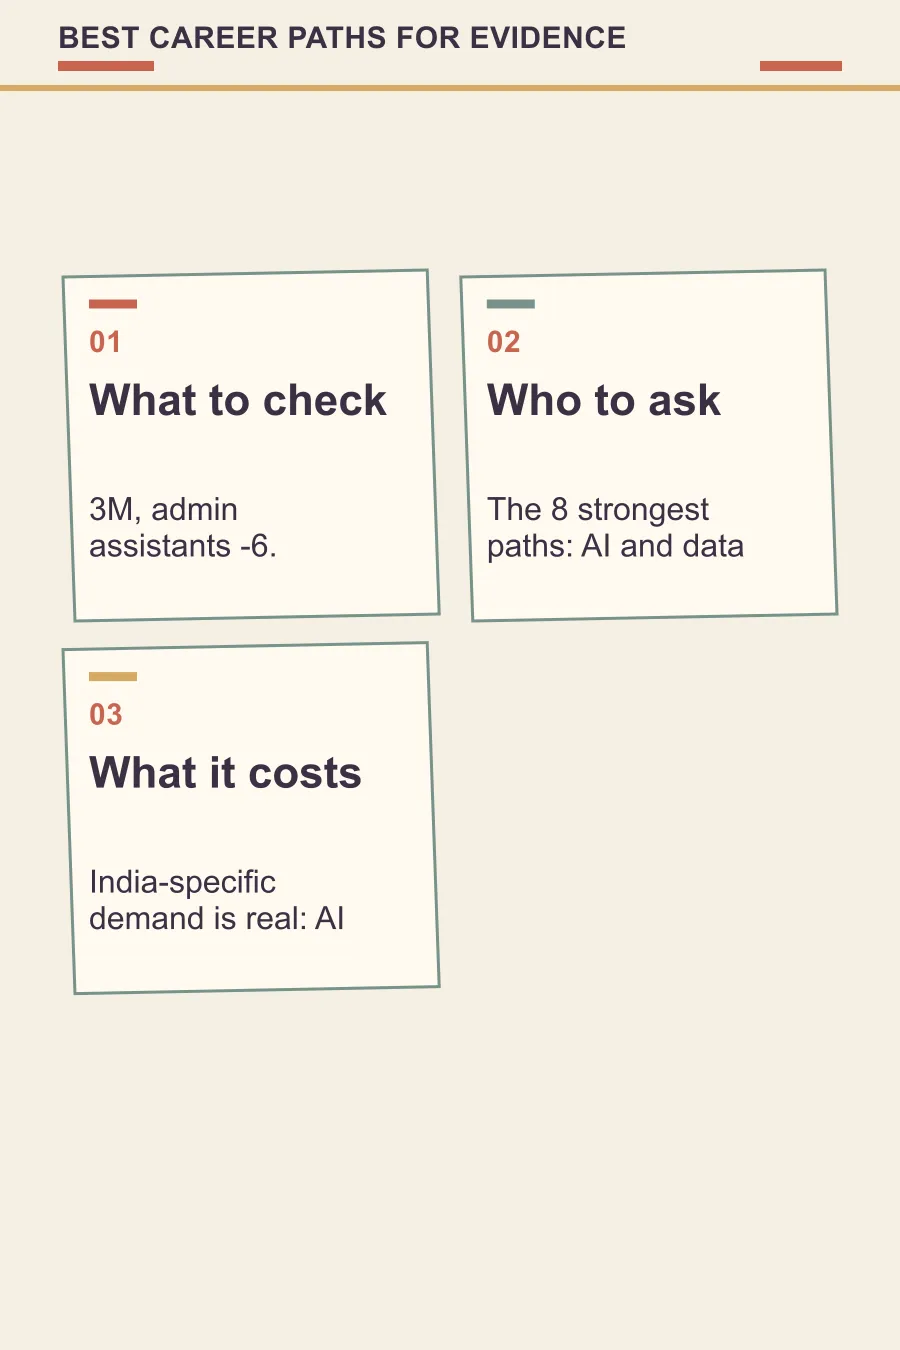 BEST CAREER PATHS FOR EVIDENCE
01
What to check
3M, admin
assistants -6.
02
Who to ask
The 8 strongest
paths: AI and data
03
What it costs
India-specific
demand is real: AI